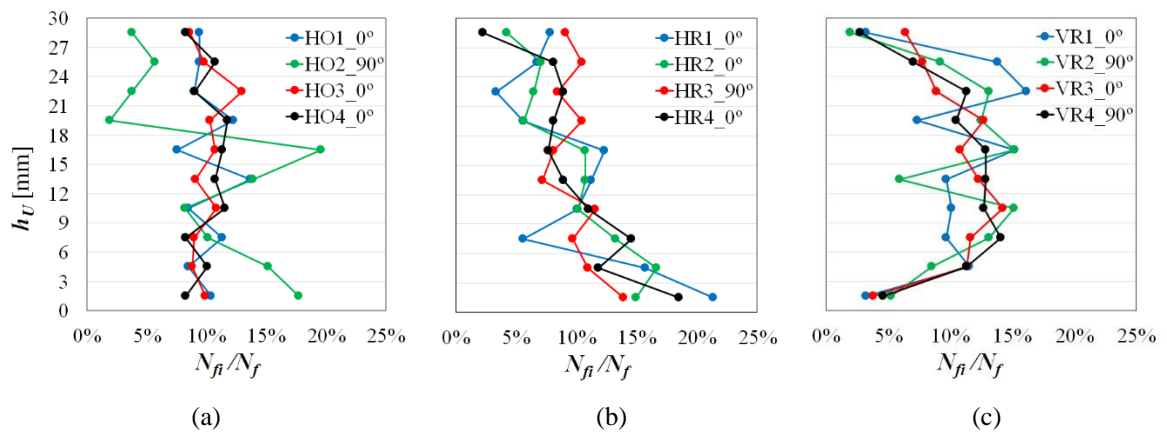 h_U [mm]
30
27
24
21
18
15
12
9
6
3
0
HO1_0º
HO2_90º
HO3_0º
HO4_0º
0% 5% 10% 15% 20% 25%
N_fi /N_f
(a)
HR1_0º
HR2_0º
HR3_90º
HR4_0º
0% 5% 10% 15% 20% 25%
N_fi /N_f
(b)
VR1_0º
VR2_90º
VR3_0º
VR4_90º
0% 5% 10% 15% 20% 25%
N_fi /N_f
(c)